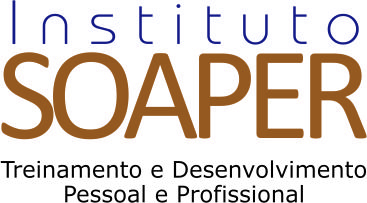 Instituto
SOAPER
Treinamento e Desenvolvimento
Pessoal e Profissional